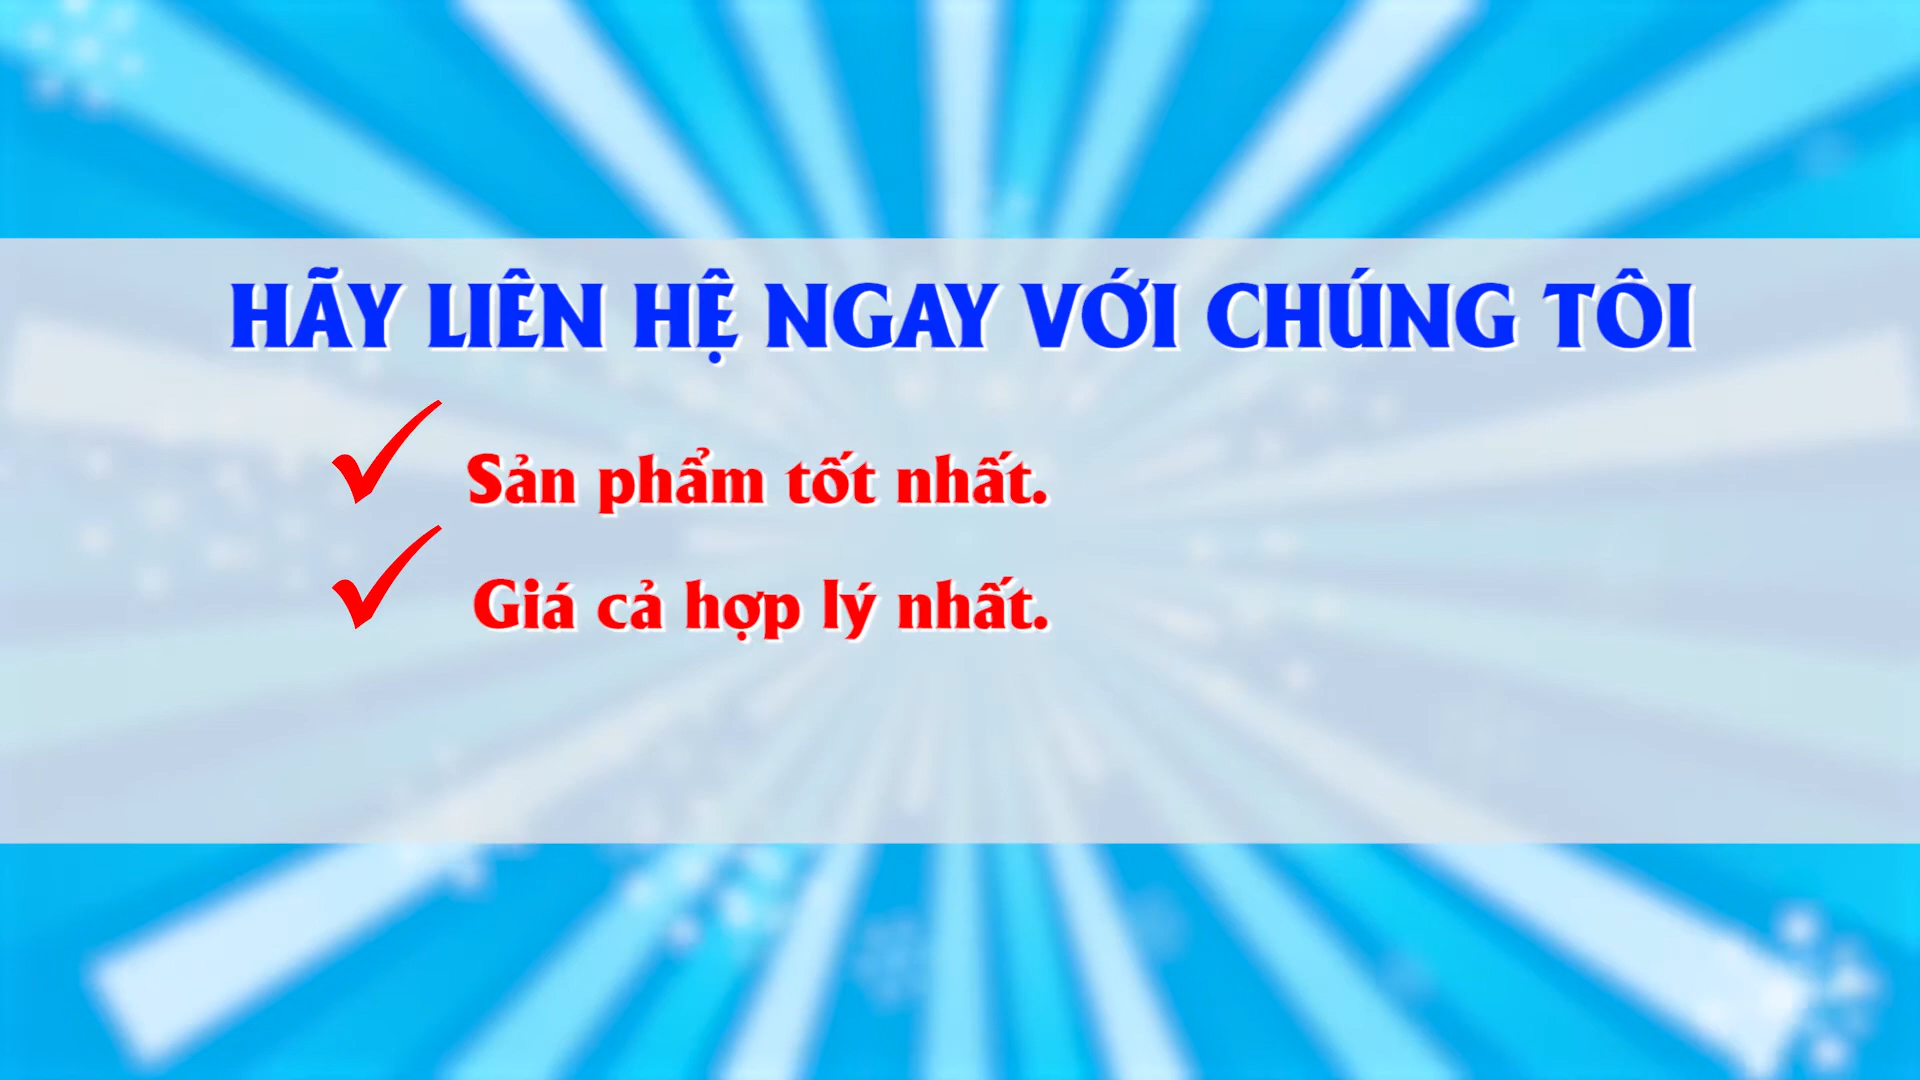 HÃY LIÊN HỆ NGAY VỚI CHÚNG TÔI
Sản phẩm tốt nhất.
Giá cả hợp lý nhất.